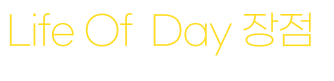 Life Of Day 장점